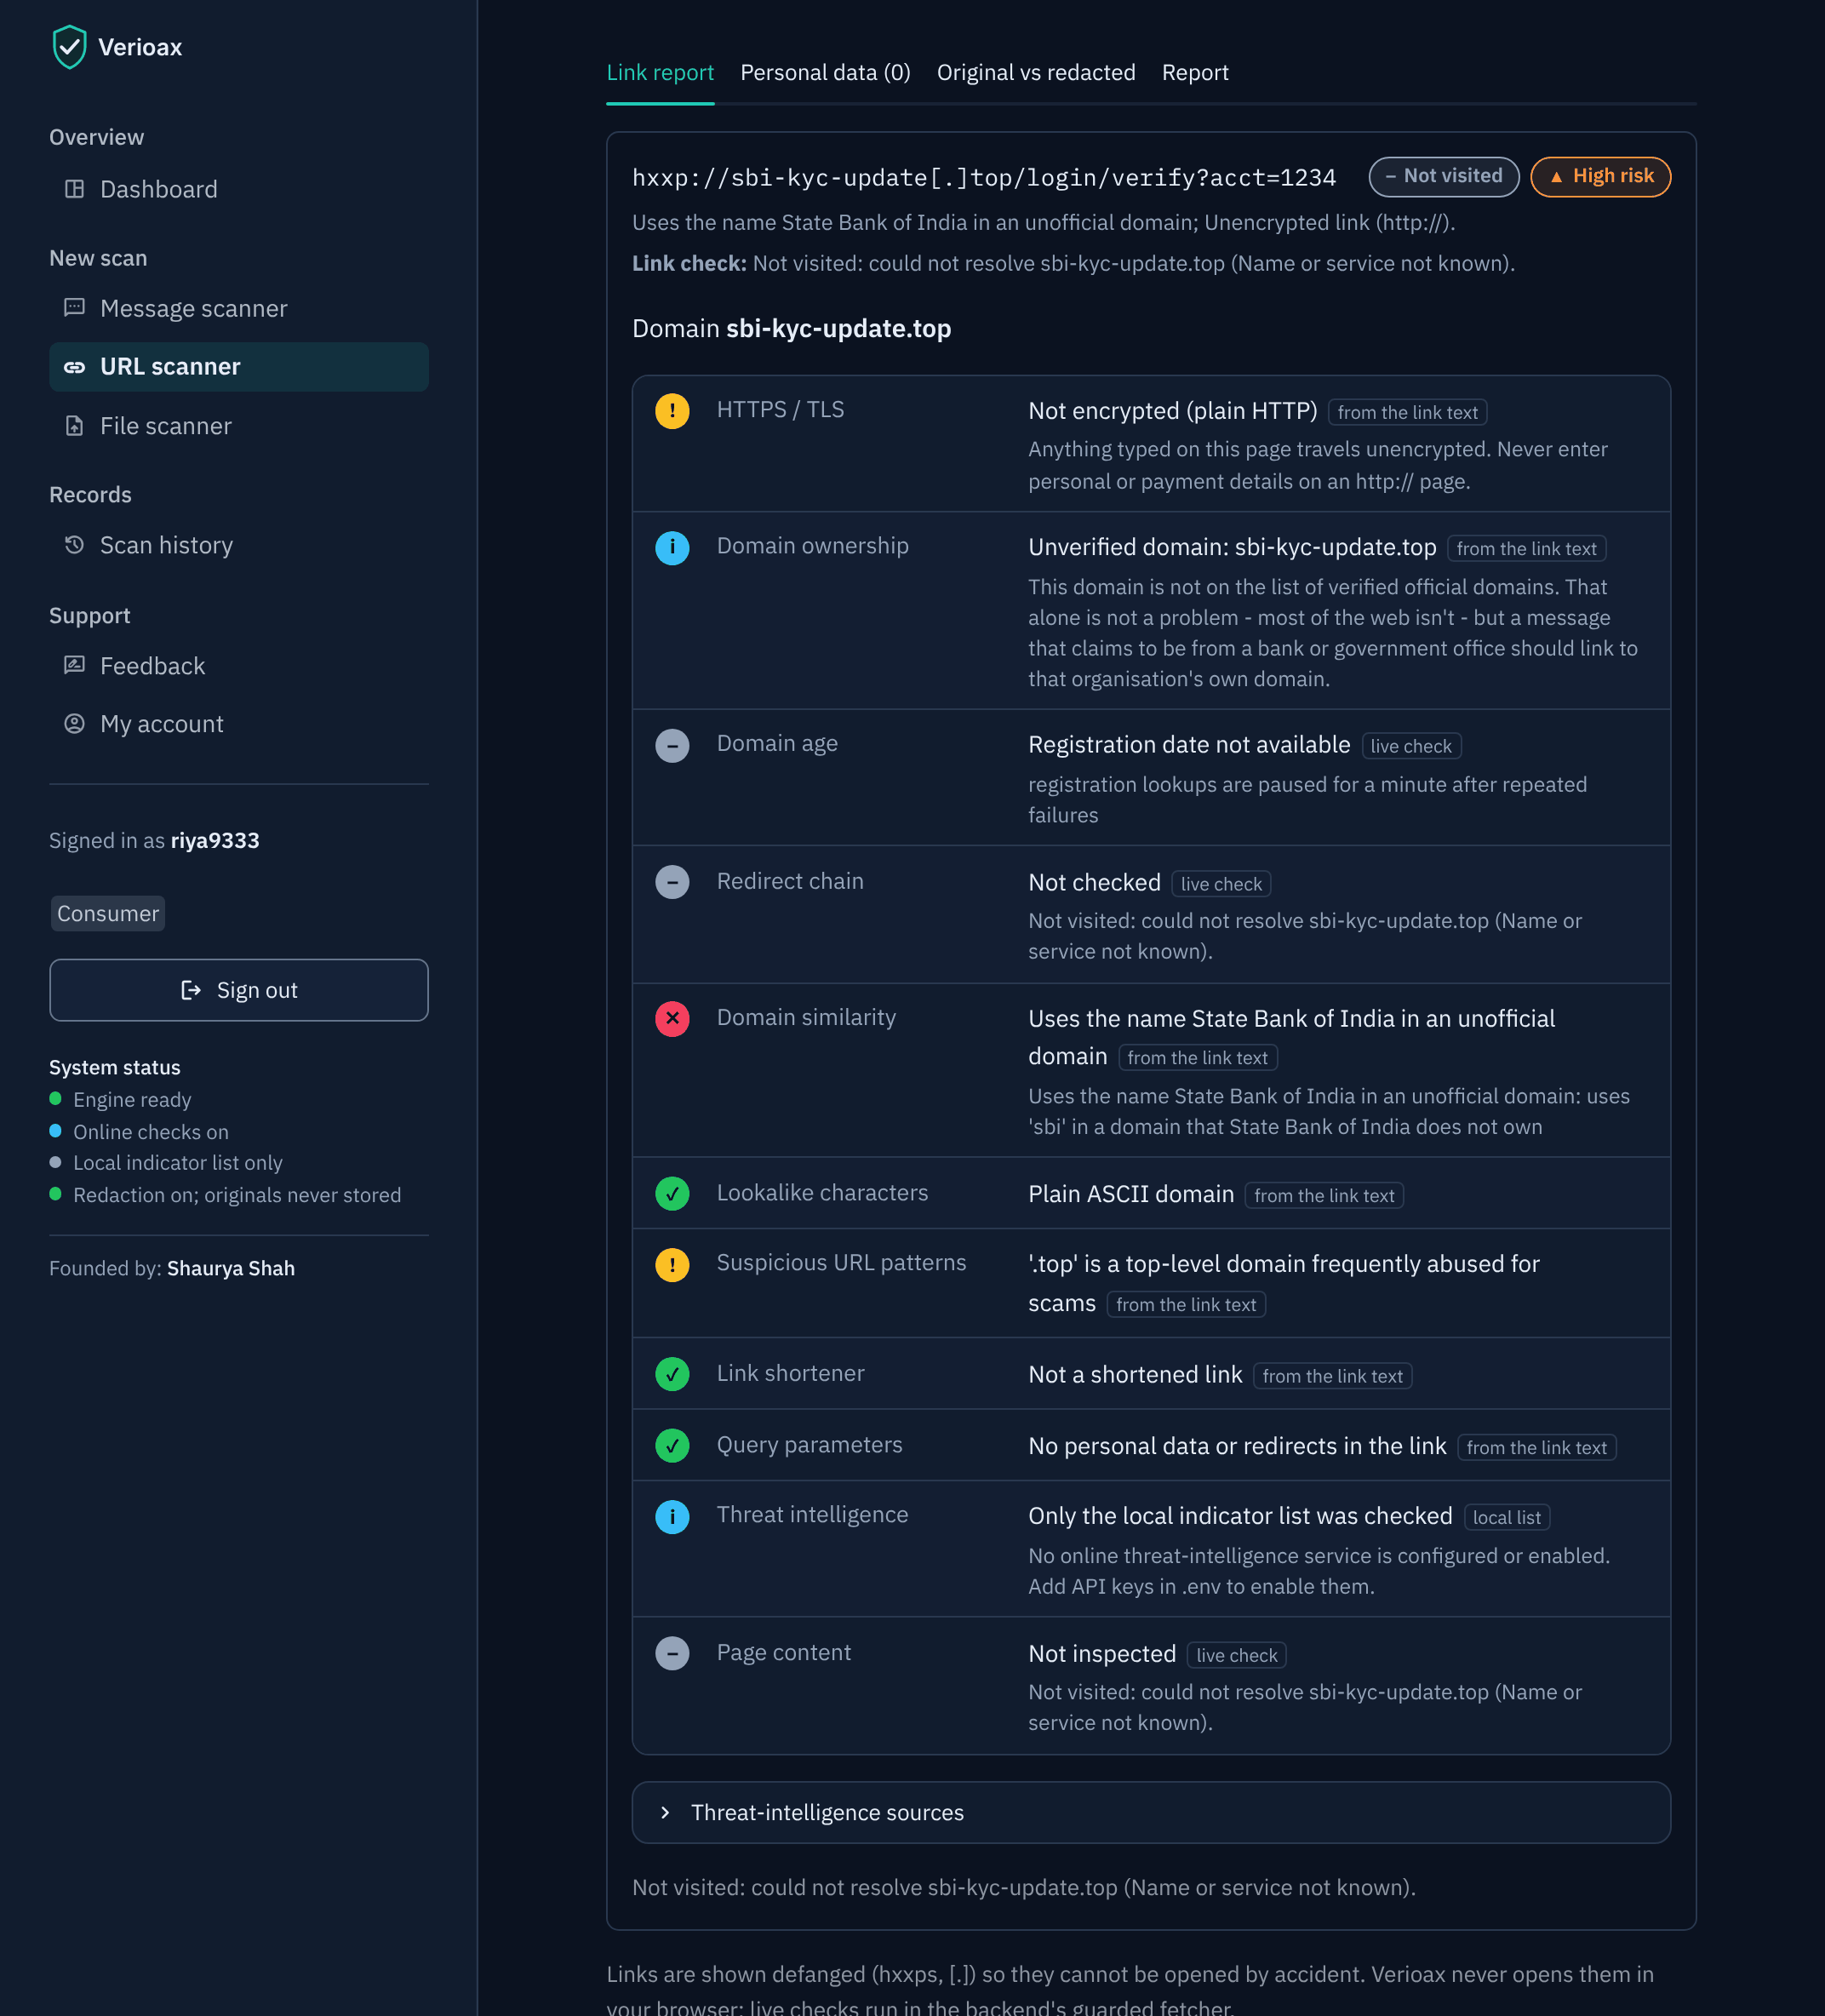 Verioax
Overview
Dashboard
New scan
Message scanner
URL scanner
File scanner
Records
Scan history
Support
Feedback
My account
Signed in as riya9333
Consumer
Sign out
System status
Engine ready
Online checks on
Local indicator list only
Redaction on; originals never stored
Founded by: Shaurya Shah
Link report Personal data (0) Original vs redacted Report
hxxp://sbi-kyc-update[.]top/login/verify?acct=1234 – Not visited ▲ High risk
Uses the name State Bank of India in an unofficial domain; Unencrypted link (http://).
Link check: Not visited: could not resolve sbi-kyc-update.top (Name or service not known).
Domain sbi-kyc-update.top
! HTTPS / TLS Not encrypted (plain HTTP) from the link text
Anything typed on this page travels unencrypted. Never enter
personal or payment details on an http:// page.
i Domain ownership Unverified domain: sbi-kyc-update.top from the link text
This domain is not on the list of verified official domains. That
alone is not a problem - most of the web isn't - but a message
that claims to be from a bank or government office should link to
that organisation's own domain.
– Domain age Registration date not available live check
registration lookups are paused for a minute after repeated
failures
– Redirect chain Not checked live check
Not visited: could not resolve sbi-kyc-update.top (Name or
service not known).
✕ Domain similarity Uses the name State Bank of India in an unofficial
domain from the link text
Uses the name State Bank of India in an unofficial domain: uses
'sbi' in a domain that State Bank of India does not own
✓ Lookalike characters Plain ASCII domain from the link text
! Suspicious URL patterns '.top' is a top-level domain frequently abused for
scams from the link text
✓ Link shortener Not a shortened link from the link text
✓ Query parameters No personal data or redirects in the link from the link text
i Threat intelligence Only the local indicator list was checked local list
No online threat-intelligence service is configured or enabled.
Add API keys in .env to enable them.
– Page content Not inspected live check
Not visited: could not resolve sbi-kyc-update.top (Name or
service not known).
Threat-intelligence sources
Not visited: could not resolve sbi-kyc-update.top (Name or service not known).
Links are shown defanged (hxxps, [.]) so they cannot be opened by accident. Verioax never opens them in
your browser; live checks run in the backend's guarded fetcher.